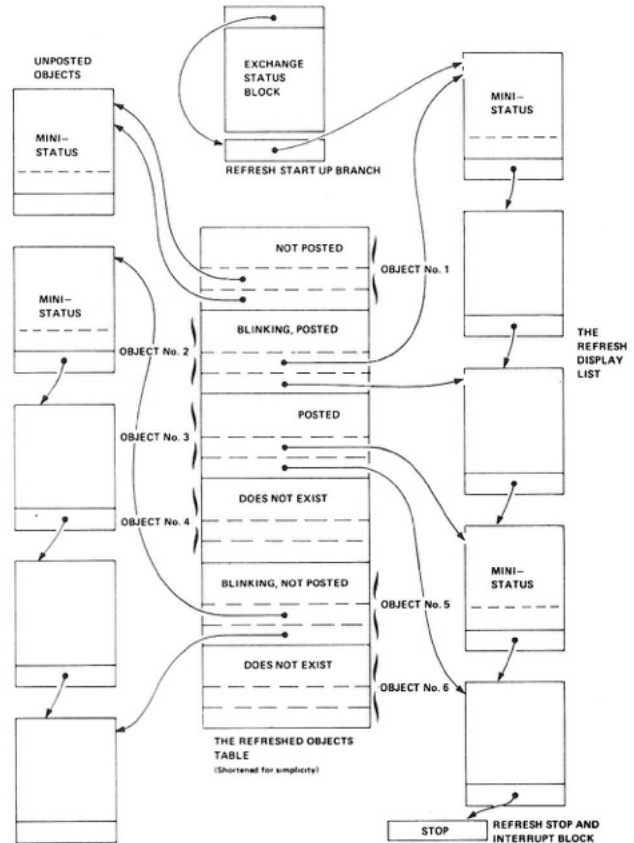 UNPOSTED
OBJECTS
MINI–
STATUS
MINI–
STATUS
EXCHANGE
STATUS
BLOCK
REFRESH START UP BRANCH
NOT POSTED
OBJECT No. 1
BLINKING, POSTED
OBJECT No. 2
POSTED
OBJECT No. 3
DOES NOT EXIST
OBJECT No. 4
BLINKING, NOT POSTED
OBJECT No. 5
DOES NOT EXIST
OBJECT No. 6
THE REFRESHED OBJECTS
TABLE
(Shortened for simplicity)
MINI–
STATUS
THE
REFRESH
DISPLAY
LIST
MINI–
STATUS
STOP
REFRESH STOP AND
INTERRUPT BLOCK